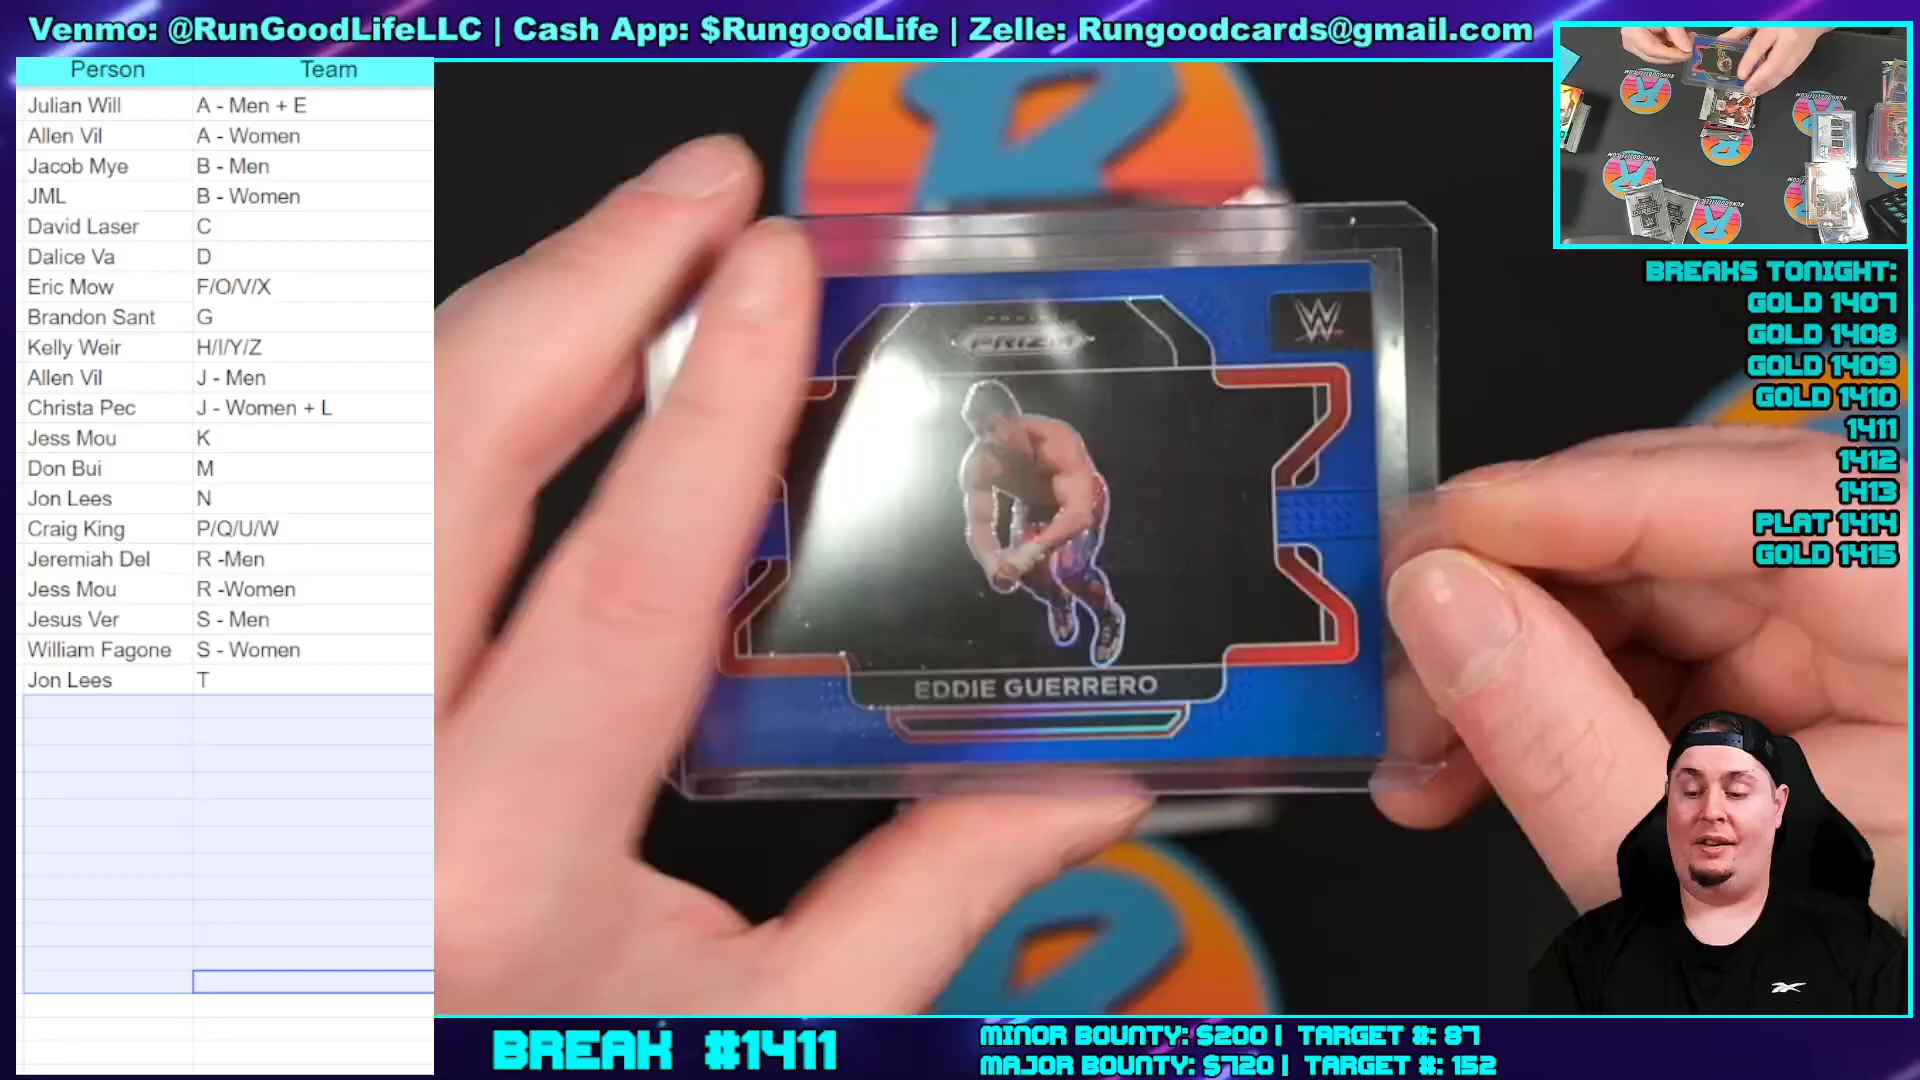 Venmo: @RunGoodLifeLLC | Cash App: $RungoodLife | Zelle: Rungoodcards@gmail.com
Person Team
Julian Will A - Men + E
Allen Vil A - Women
Jacob Mye B - Men
JML B - Women
David Laser C
Dalice Va D
Eric Mow F/O/V/X
Brandon Sant G
Kelly Weir H/I/Y/Z
Allen Vil J - Men
Christa Pec J - Women + L
Jess Mou K
Don Bui M
Jon Lees N
Craig King P/Q/U/W
Jeremiah Del R -Men
Jess Mou R -Women
Jesus Ver S - Men
William Fagone S - Women
Jon Lees T
PRIZM
W
EDDIE GUERRERO
BREAKS TONIGHT:
GOLD 1407
GOLD 1408
GOLD 1409
GOLD 1410
1411
1412
1413
PLAT 1414
GOLD 1415
BREAK #1411
MINOR BOUNTY: $200 | TARGET #: 87
MAJOR BOUNTY: $720 | TARGET #: 152